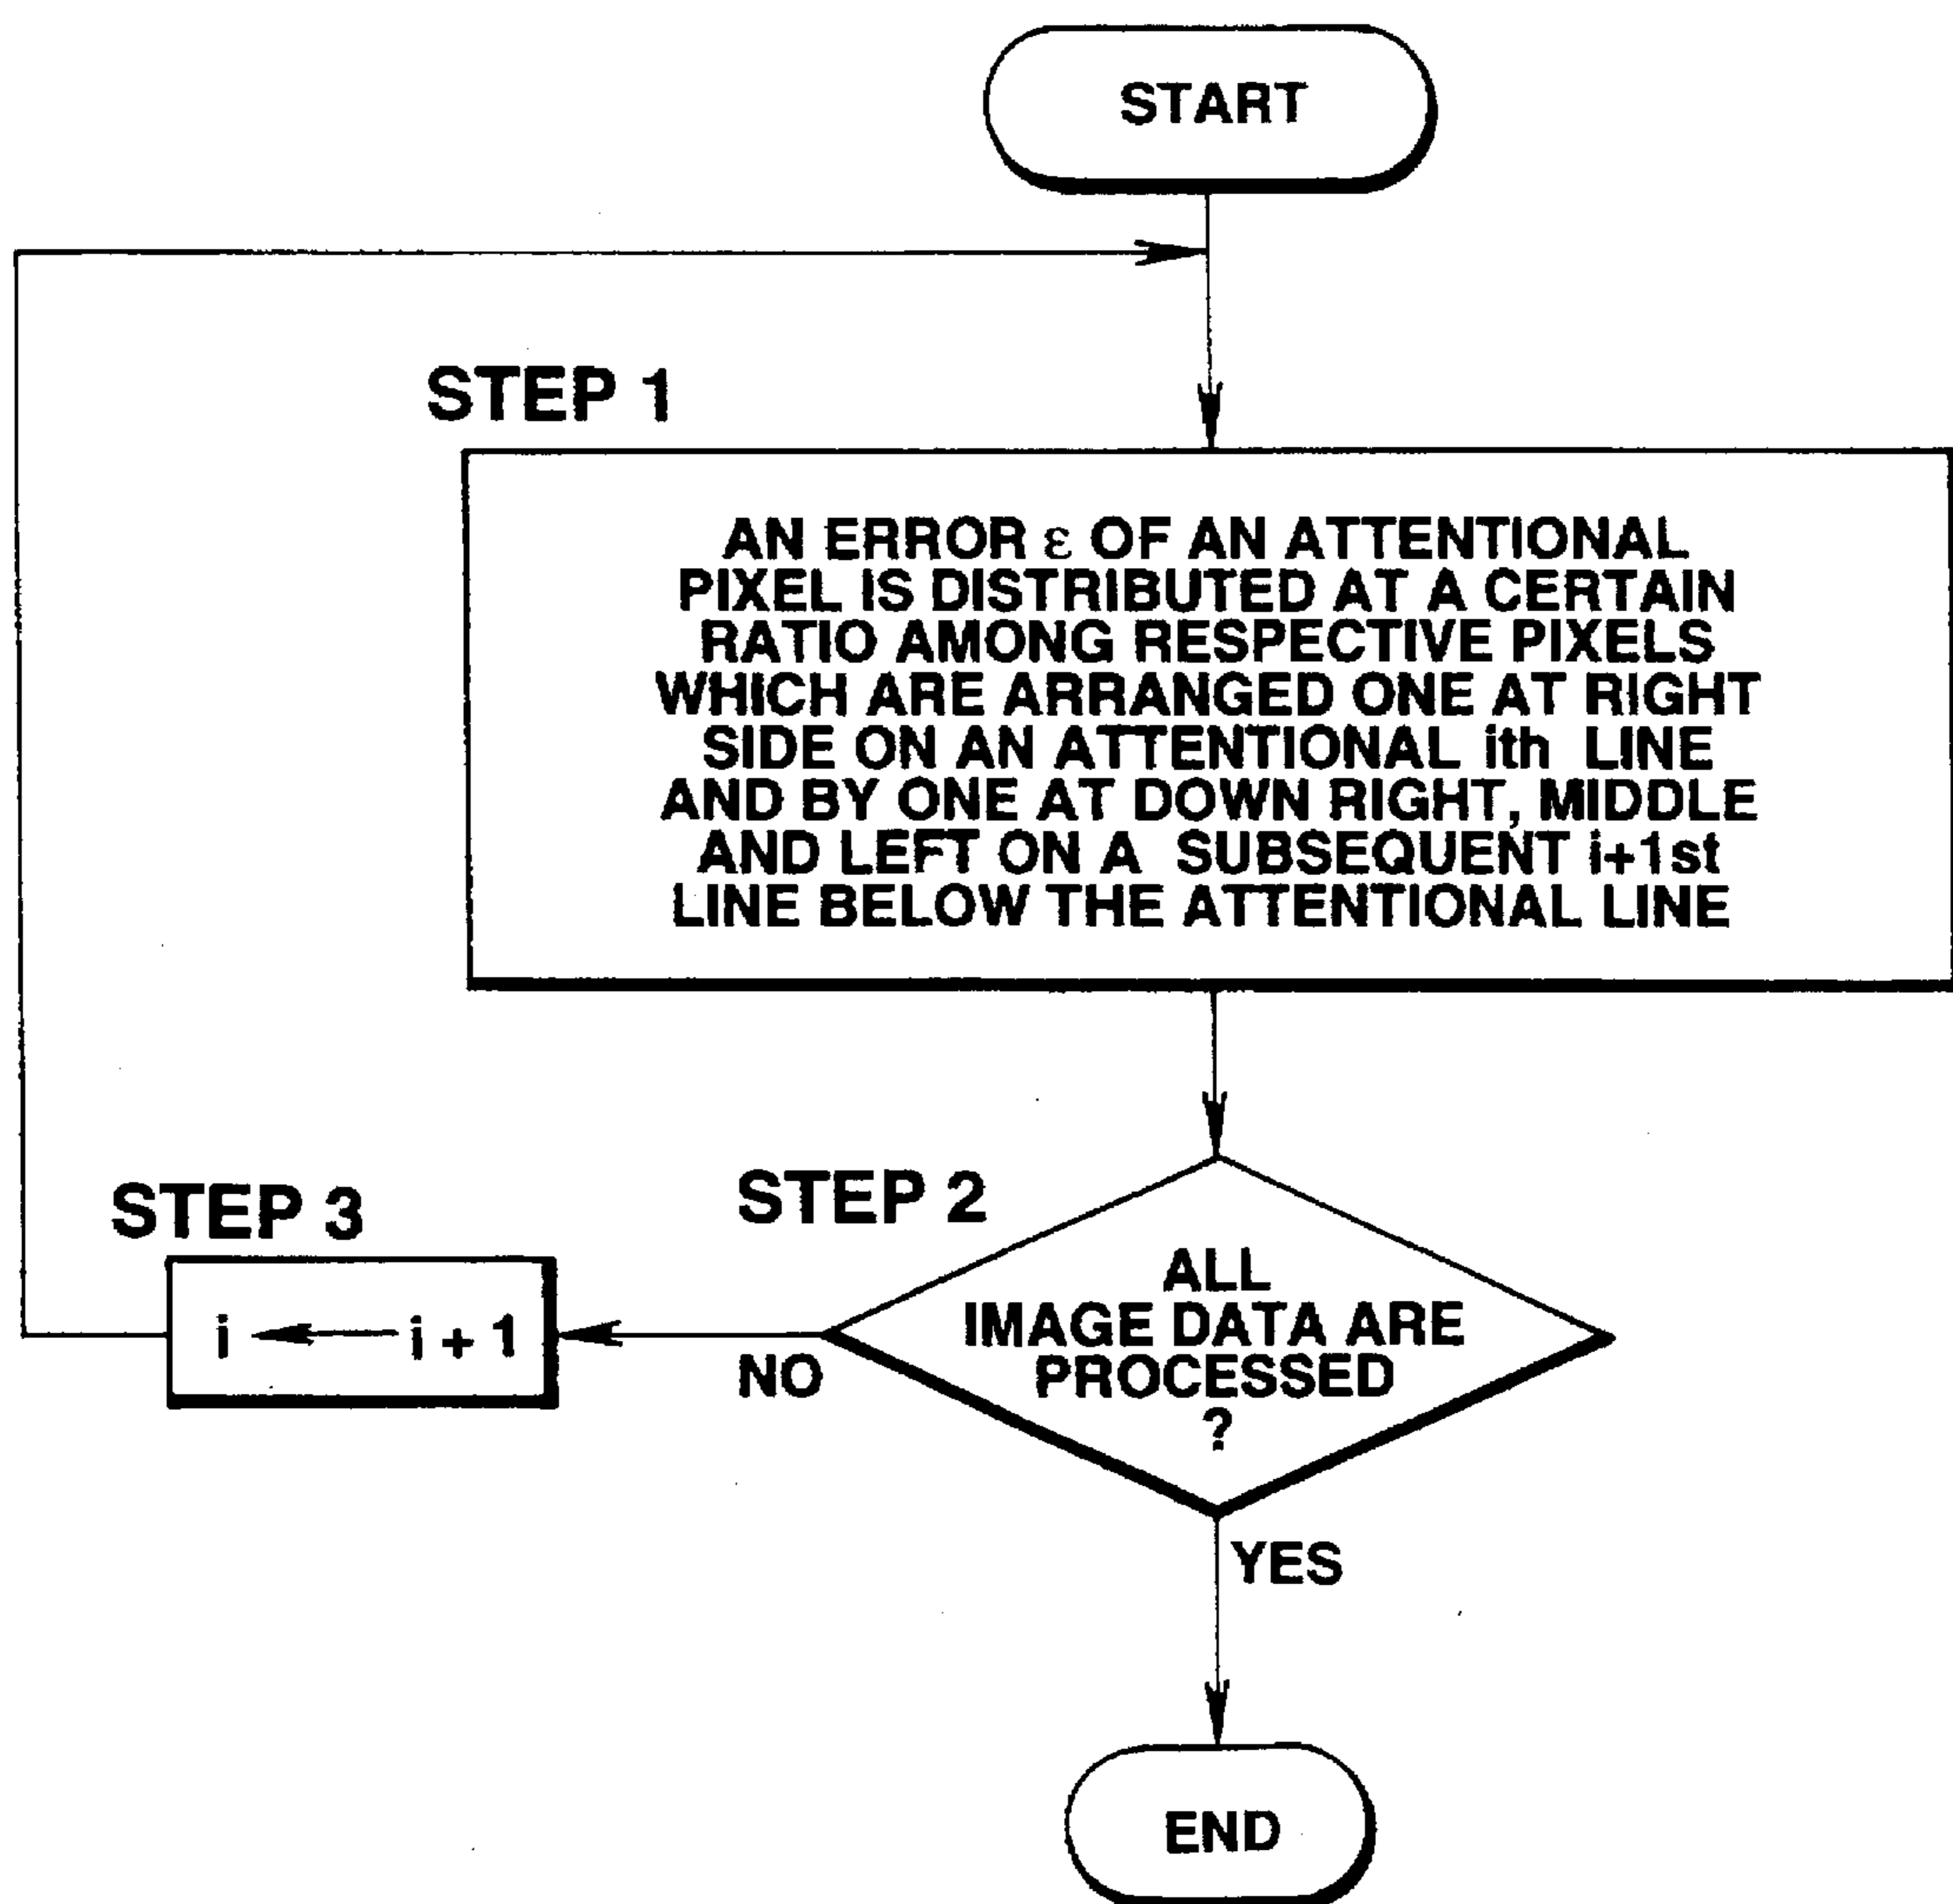 START
STEP 1
AN ERROR ε OF AN ATTENTIONAL
PIXEL IS DISTRIBUTED AT A CERTAIN
RATIO AMONG RESPECTIVE PIXELS
WHICH ARE ARRANGED ONE AT RIGHT
SIDE ON AN ATTENTIONAL ith LINE
AND BY ONE AT DOWN RIGHT, MIDDLE
AND LEFT ON A SUBSEQUENT i+1st
LINE BELOW THE ATTENTIONAL LINE
STEP 2
ALL
IMAGE DATA ARE
PROCESSED
?
NO
STEP 3
i ← i + 1
YES
END